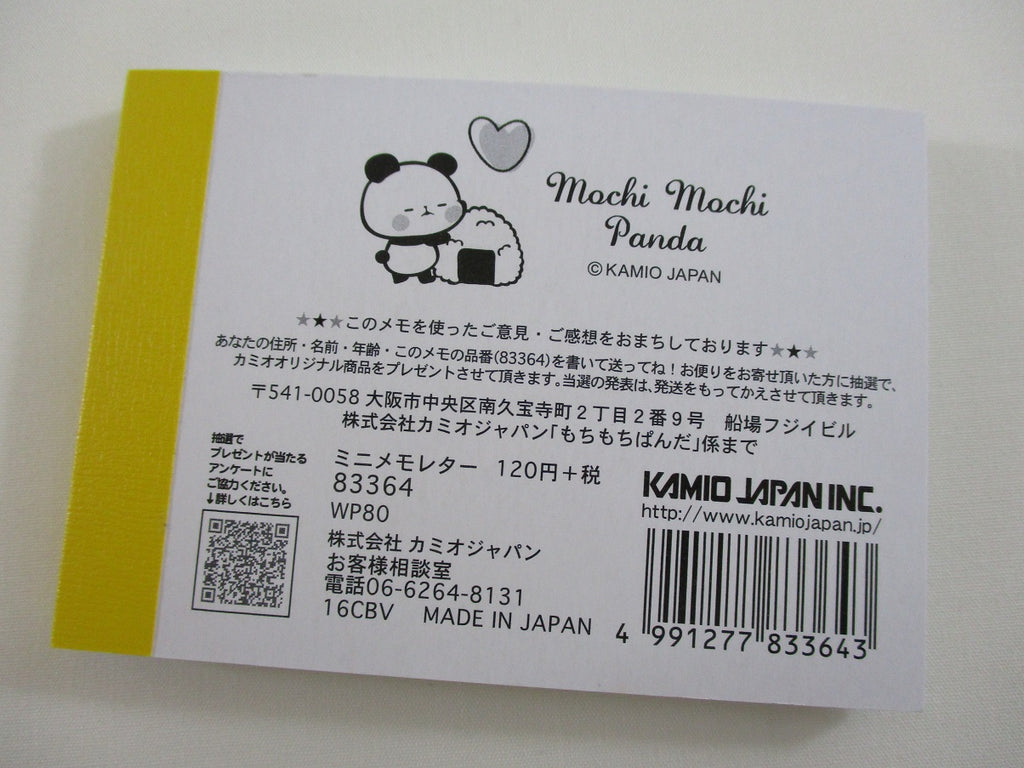 Mochi Mochi
Panda
©KAMIO JAPAN
★★★このメモを使ったご意見・ご感想をおまちしております★★★
あなたの住所・名前・年齢・このメモの品番(83364)を書いて送ってね！お便りをお寄せ頂いた方に抽選で、
カミオオリジナル商品をプレゼントさせて頂きます。当選の発表は、発送をもってかえさせて頂きます。
〒541-0058 大阪市中央区南久宝寺町2丁目2番9号 船場フジイビル
株式会社カミオジャパン「もちもちぱんだ」係まで
抽選で
プレゼントが当たる
アンケートに
ご協力ください。
↓詳しくはこちら
ミニメモレター 120円+税
83364
WP80
株式会社 カミオジャパン
お客様相談室
電話06-6264-8131
16CBV MADE IN JAPAN
KAMIO JAPAN INC.
http://www.kamiojapan.jp/
4 991277 833643